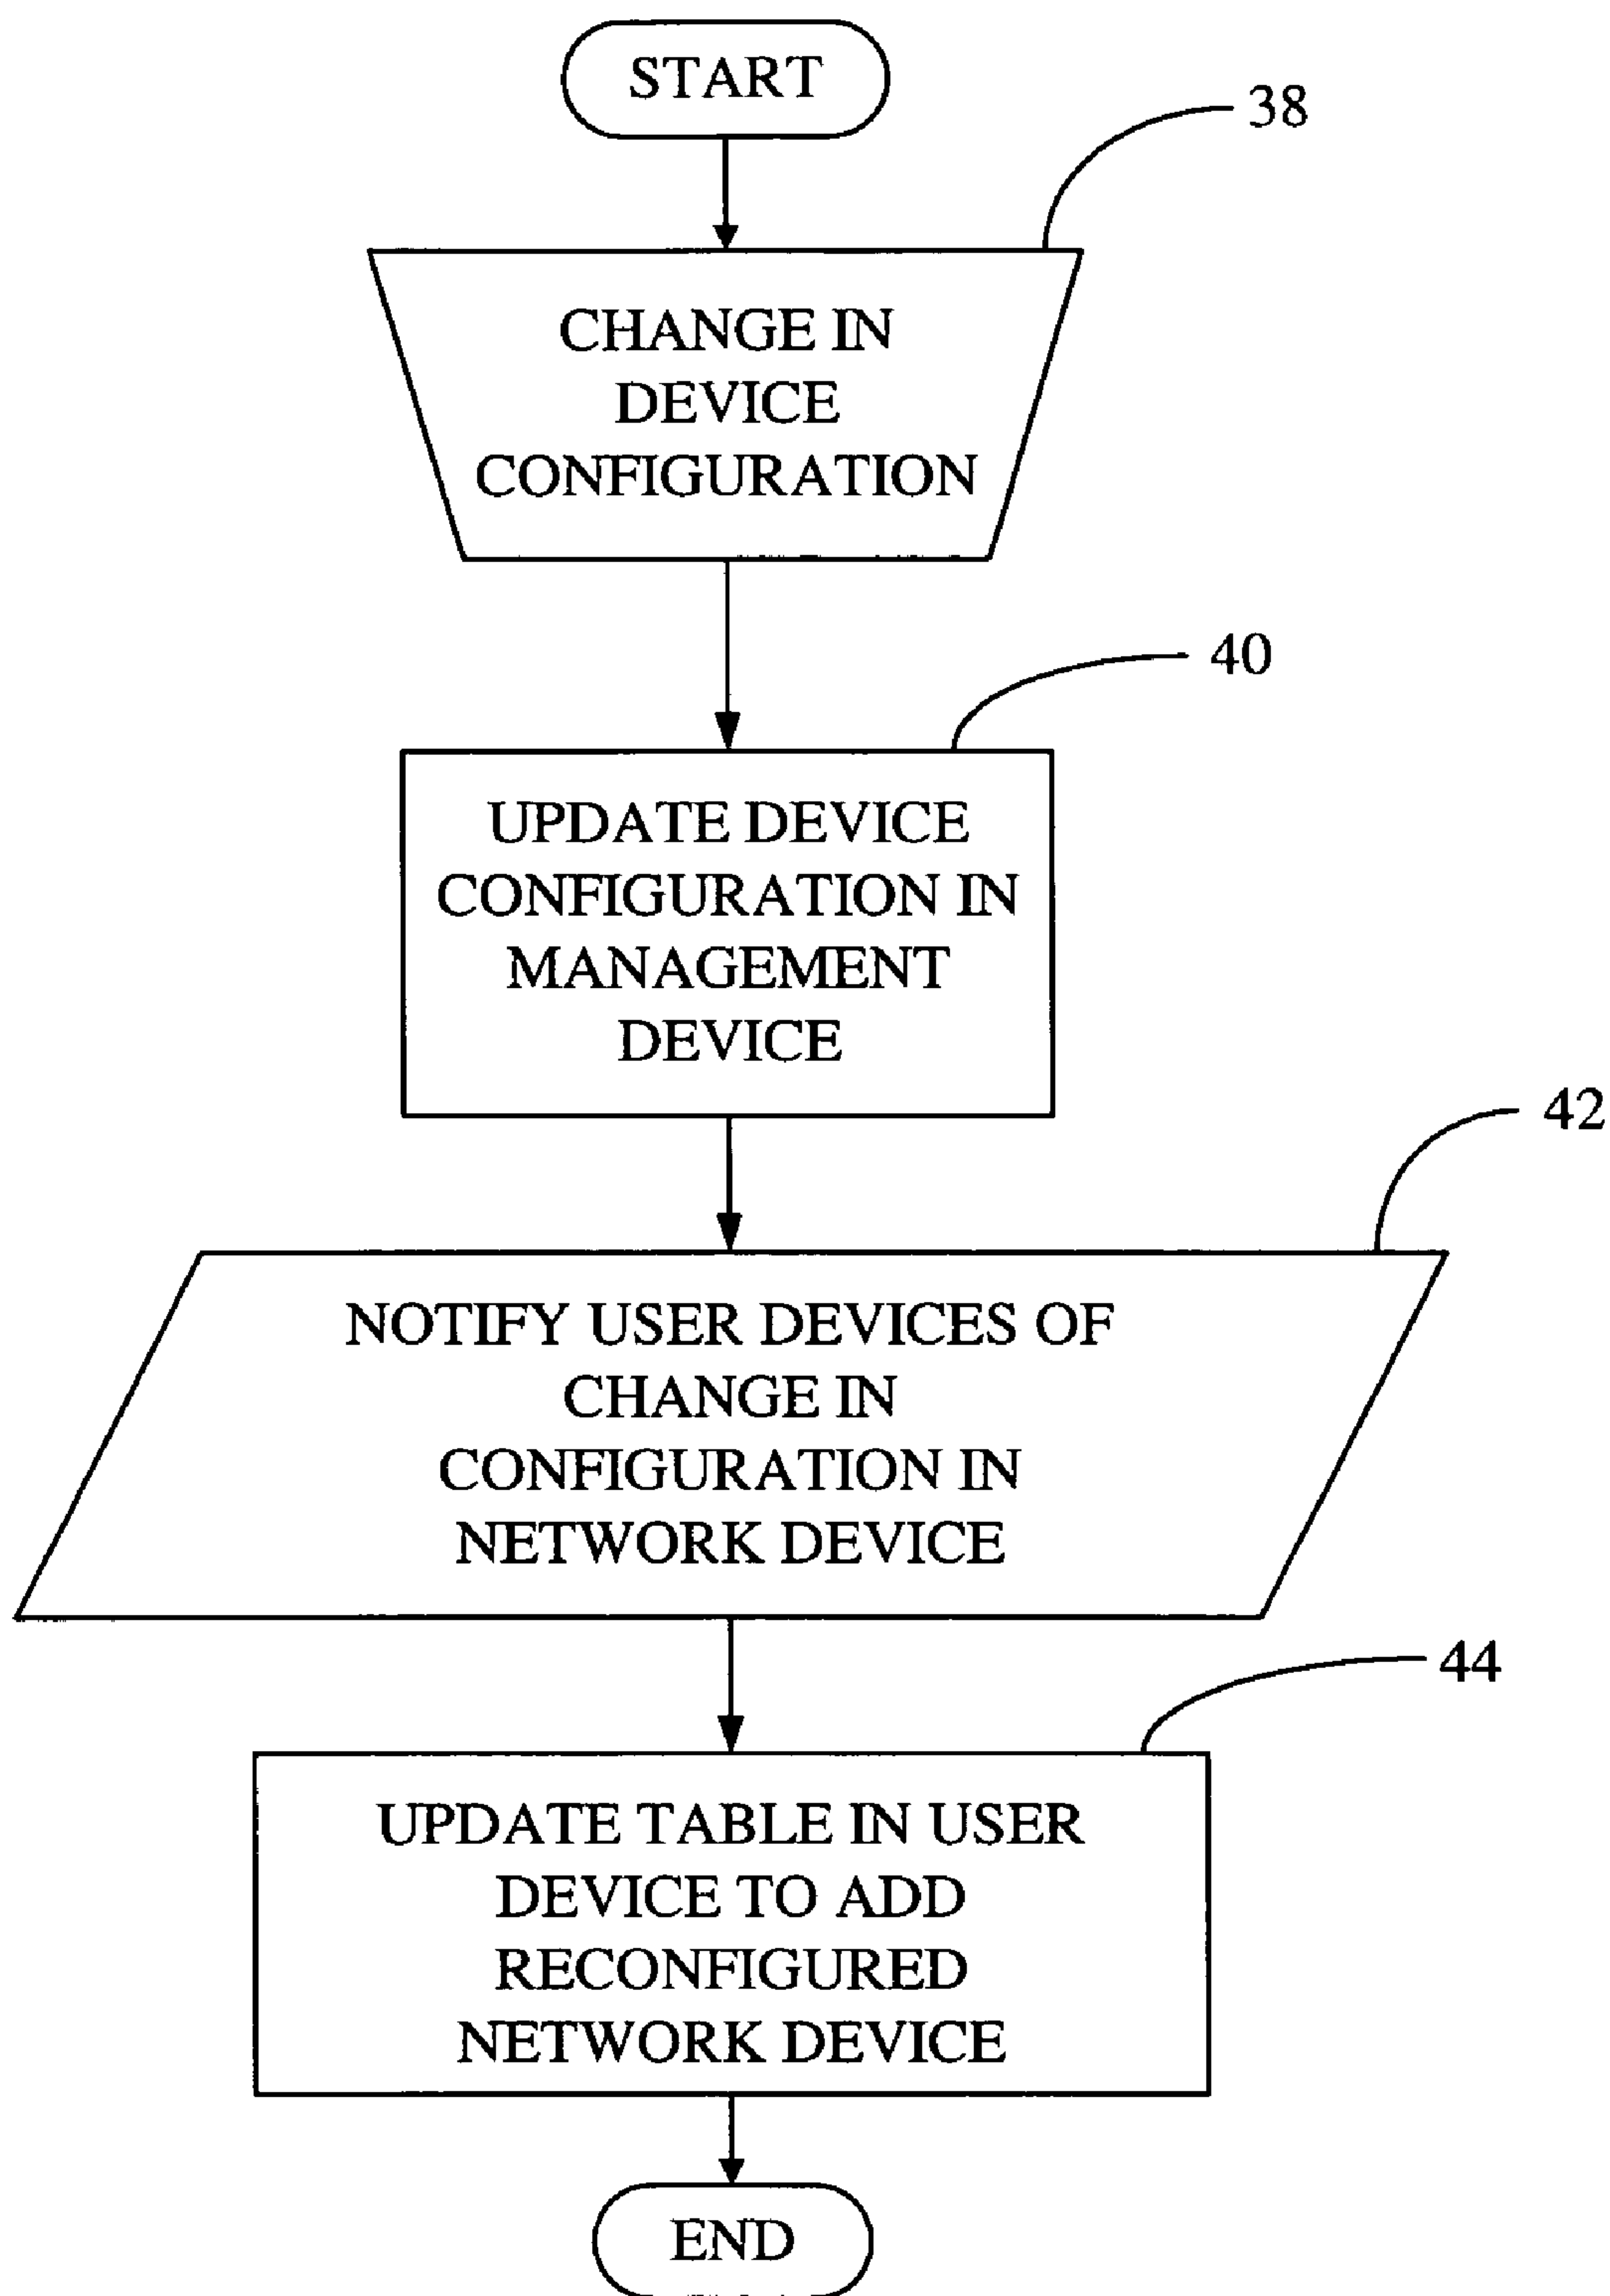 START
38
CHANGE IN
DEVICE
CONFIGURATION
40
UPDATE DEVICE
CONFIGURATION IN
MANAGEMENT
DEVICE
42
NOTIFY USER DEVICES OF
CHANGE IN
CONFIGURATION IN
NETWORK DEVICE
44
UPDATE TABLE IN USER
DEVICE TO ADD
RECONFIGURED
NETWORK DEVICE
END